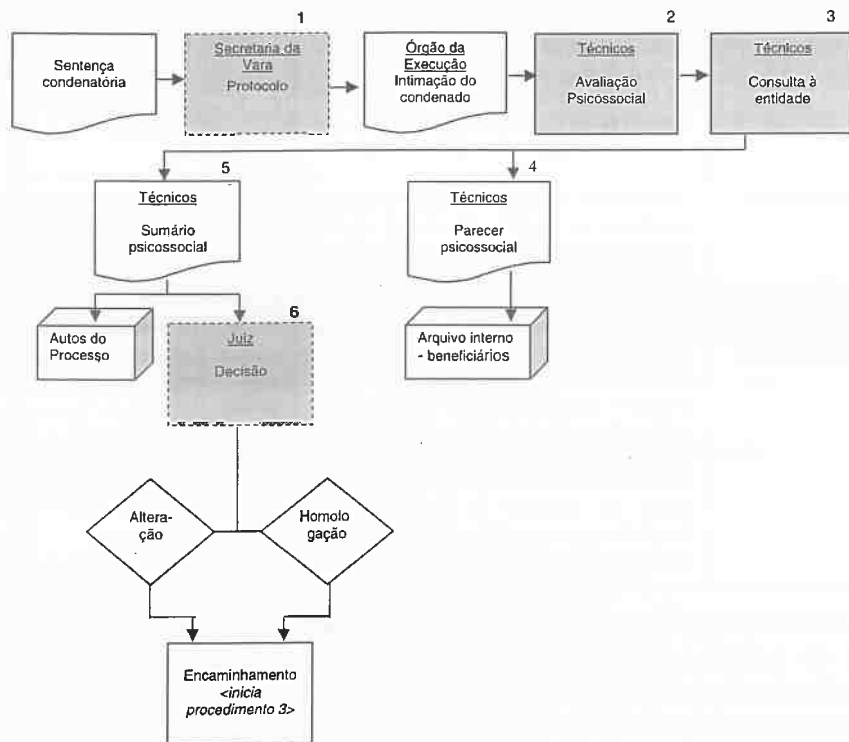 1
2
3
Sentença
condenatória
Secretaria da
Vara
Protocolo
Órgão da
Execução
Intimação do
condenado
Técnicos
Avaliação
Psicossocial
Técnicos
Consulta à
entidade
5
4
Técnicos
Sumário
psicossocial
Técnicos
Parecer
psicossocial
6
Autos do
Processo
Juiz
Decisão
Arquivo interno
- beneficiários
Altera-
ção
Homolo
gação
Encaminhamento
<inicia
procedimento 3>